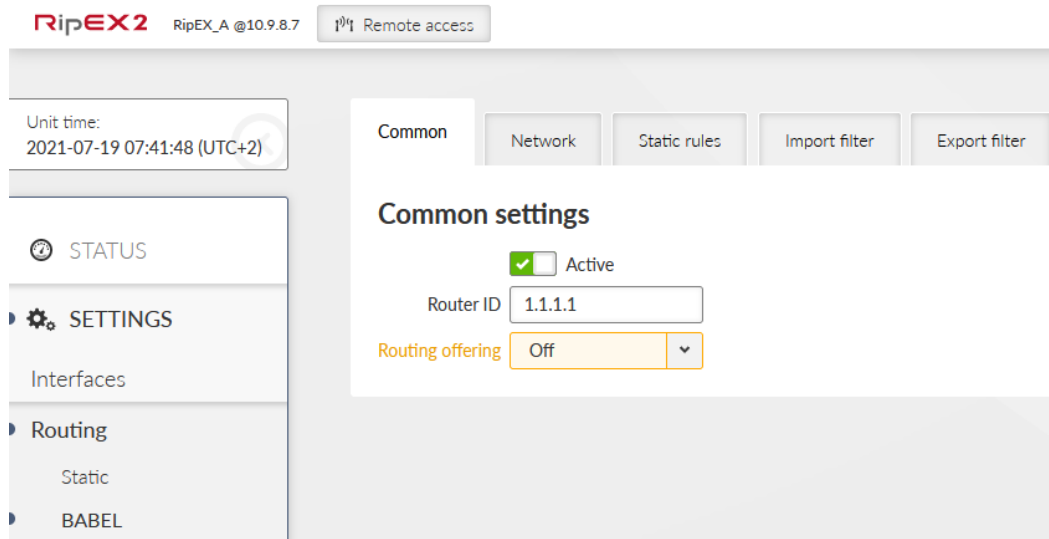 RipEX2 RipEX_A @10.9.8.7 Remote access
Unit time:
2021-07-19 07:41:48 (UTC+2)
Common Network Static rules Import filter Export filter
Common settings
Active
Router ID 1.1.1.1
Routing offering Off
STATUS
SETTINGS
Interfaces
Routing
Static
BABEL